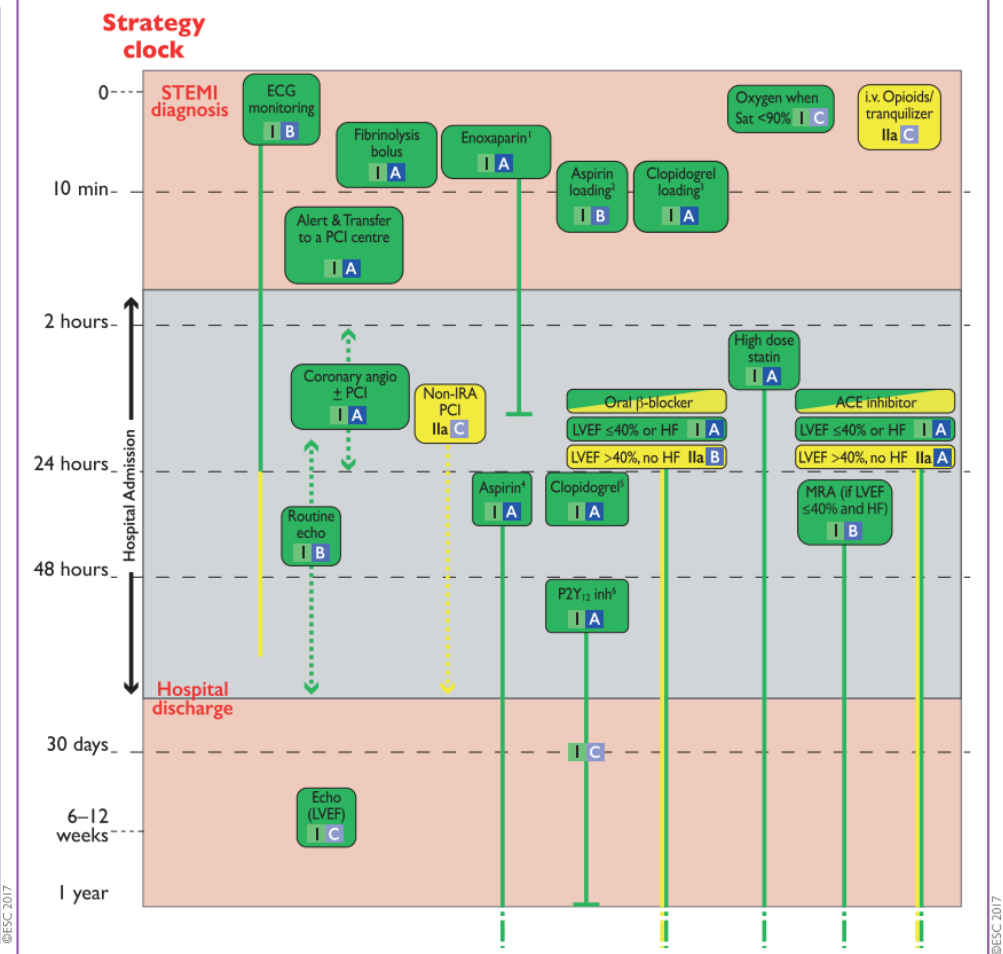 Strategy
clock
0
STEMI
diagnosis
ECG
monitoring
I B
Fibrinolysis
bolus
I A
Enoxaparin¹
I A
Oxygen when
Sat <90% I C
i.v. Opioids/
tranquilizer
IIa C
10 min
Aspirin
loading²
I B
Clopidogrel
loading³
I A
Alert & Transfer
to a PCI centre
I A
Hospital Admission
2 hours
High dose
statin
I A
Coronary angio
± PCI
I A
Non-IRA
PCI
IIa C
Oral β-blocker
LVEF ≤40% or HF I A
LVEF >40%, no HF IIa B
ACE inhibitor
LVEF ≤40% or HF I A
LVEF >40%, no HF IIa A
24 hours
Routine
echo
I B
Aspirin⁴
I A
Clopidogrel⁵
I A
MRA (if LVEF
≤40% and HF)
I B
48 hours
P2Y₁₂ inh⁶
I A
Hospital
discharge
30 days
I C
6–12
weeks
Echo
(LVEF)
I C
1 year
©ESC 2017
©ESC 2017